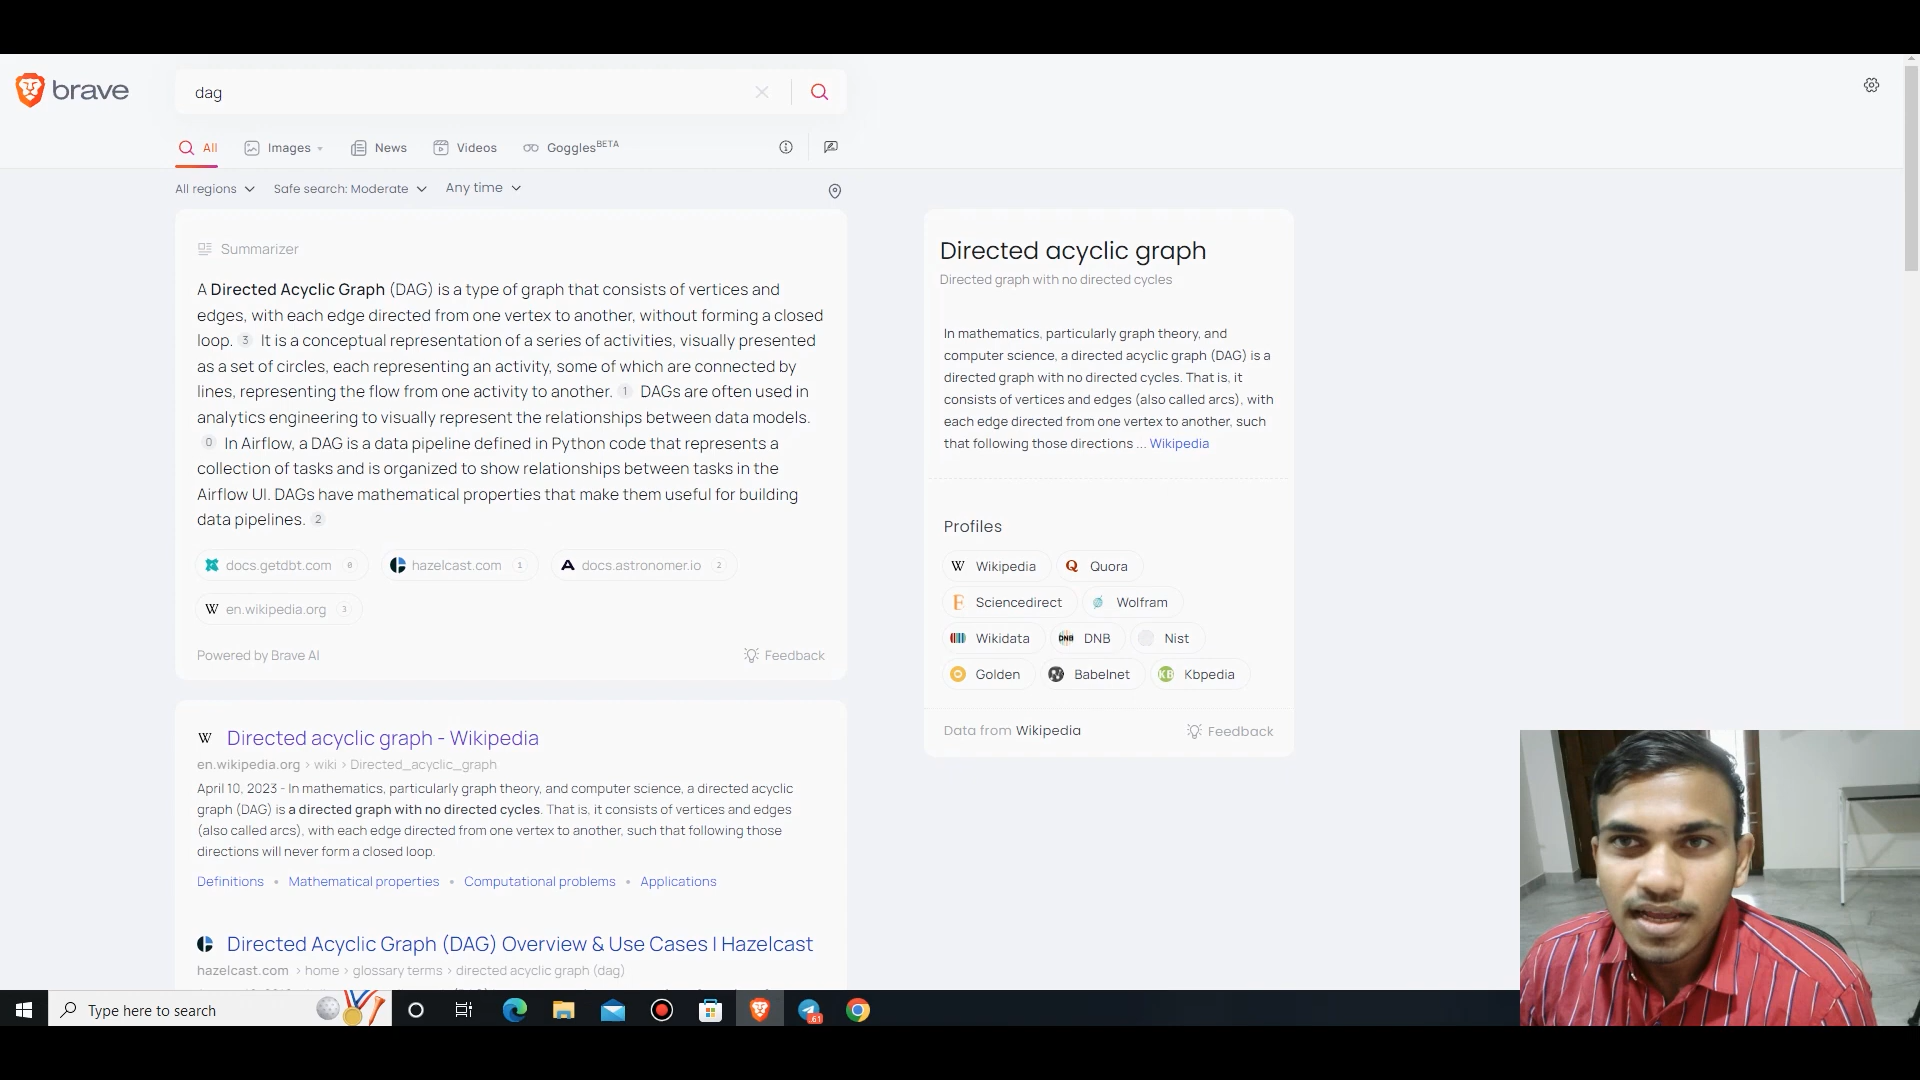 brave
dag
All
Images
News
Videos
Goggles BETA
All regions
Safe search: Moderate
Any time
Summarizer
A Directed Acyclic Graph (DAG) is a type of graph that consists of vertices and
edges, with each edge directed from one vertex to another, without forming a closed
loop. 3 It is a conceptual representation of a series of activities, visually presented
as a set of circles, each representing an activity, some of which are connected by
lines, representing the flow from one activity to another. 1 DAGs are often used in
analytics engineering to visually represent the relationships between data models.
0 In Airflow, a DAG is a data pipeline defined in Python code that represents a
collection of tasks and is organized to show relationships between tasks in the
Airflow UI. DAGs have mathematical properties that make them useful for building
data pipelines. 2
docs.getdbt.com 0
hazelcast.com 1
docs.astronomer.io 2
en.wikipedia.org 3
Powered by Brave AI
Feedback
Directed acyclic graph - Wikipedia
en.wikipedia.org › wiki › Directed_acyclic_graph
April 10, 2023 - In mathematics, particularly graph theory, and computer science, a directed acyclic
graph (DAG) is a directed graph with no directed cycles. That is, it consists of vertices and edges
(also called arcs), with each edge directed from one vertex to another, such that following those
directions will never form a closed loop.
Definitions • Mathematical properties • Computational problems • Applications
Directed Acyclic Graph (DAG) Overview & Use Cases | Hazelcast
hazelcast.com › home › glossary terms › directed acyclic graph (dag)
Directed acyclic graph
Directed graph with no directed cycles
In mathematics, particularly graph theory, and
computer science, a directed acyclic graph (DAG) is a
directed graph with no directed cycles. That is, it
consists of vertices and edges (also called arcs), with
each edge directed from one vertex to another, such
that following those directions ... Wikipedia
Profiles
Wikipedia
Quora
Sciencedirect
Wolfram
Wikidata
DNB
Nist
Golden
Babelnet
Kbpedia
Data from Wikipedia
Feedback
Type here to search
61